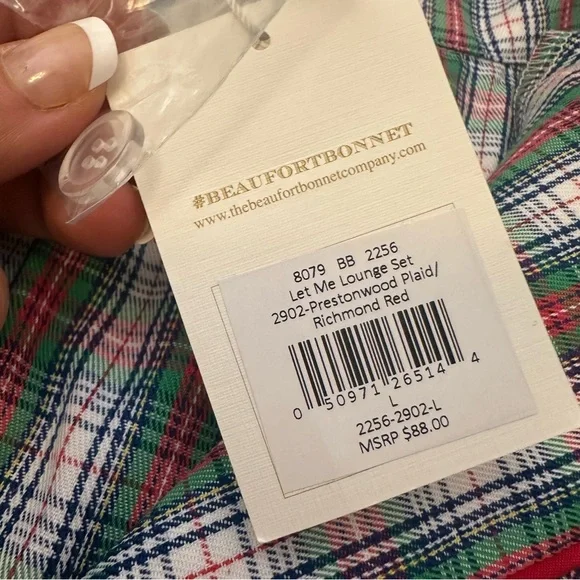 #BEAUFORTBONNET
www.thebeaufortbonnetcompany.com
8079 BB 2256
Let Me Lounge Set
2902-Prestonwood Plaid/
Richmond Red
0 50971 26514 4
L
2256-2902-L
MSRP $88.00